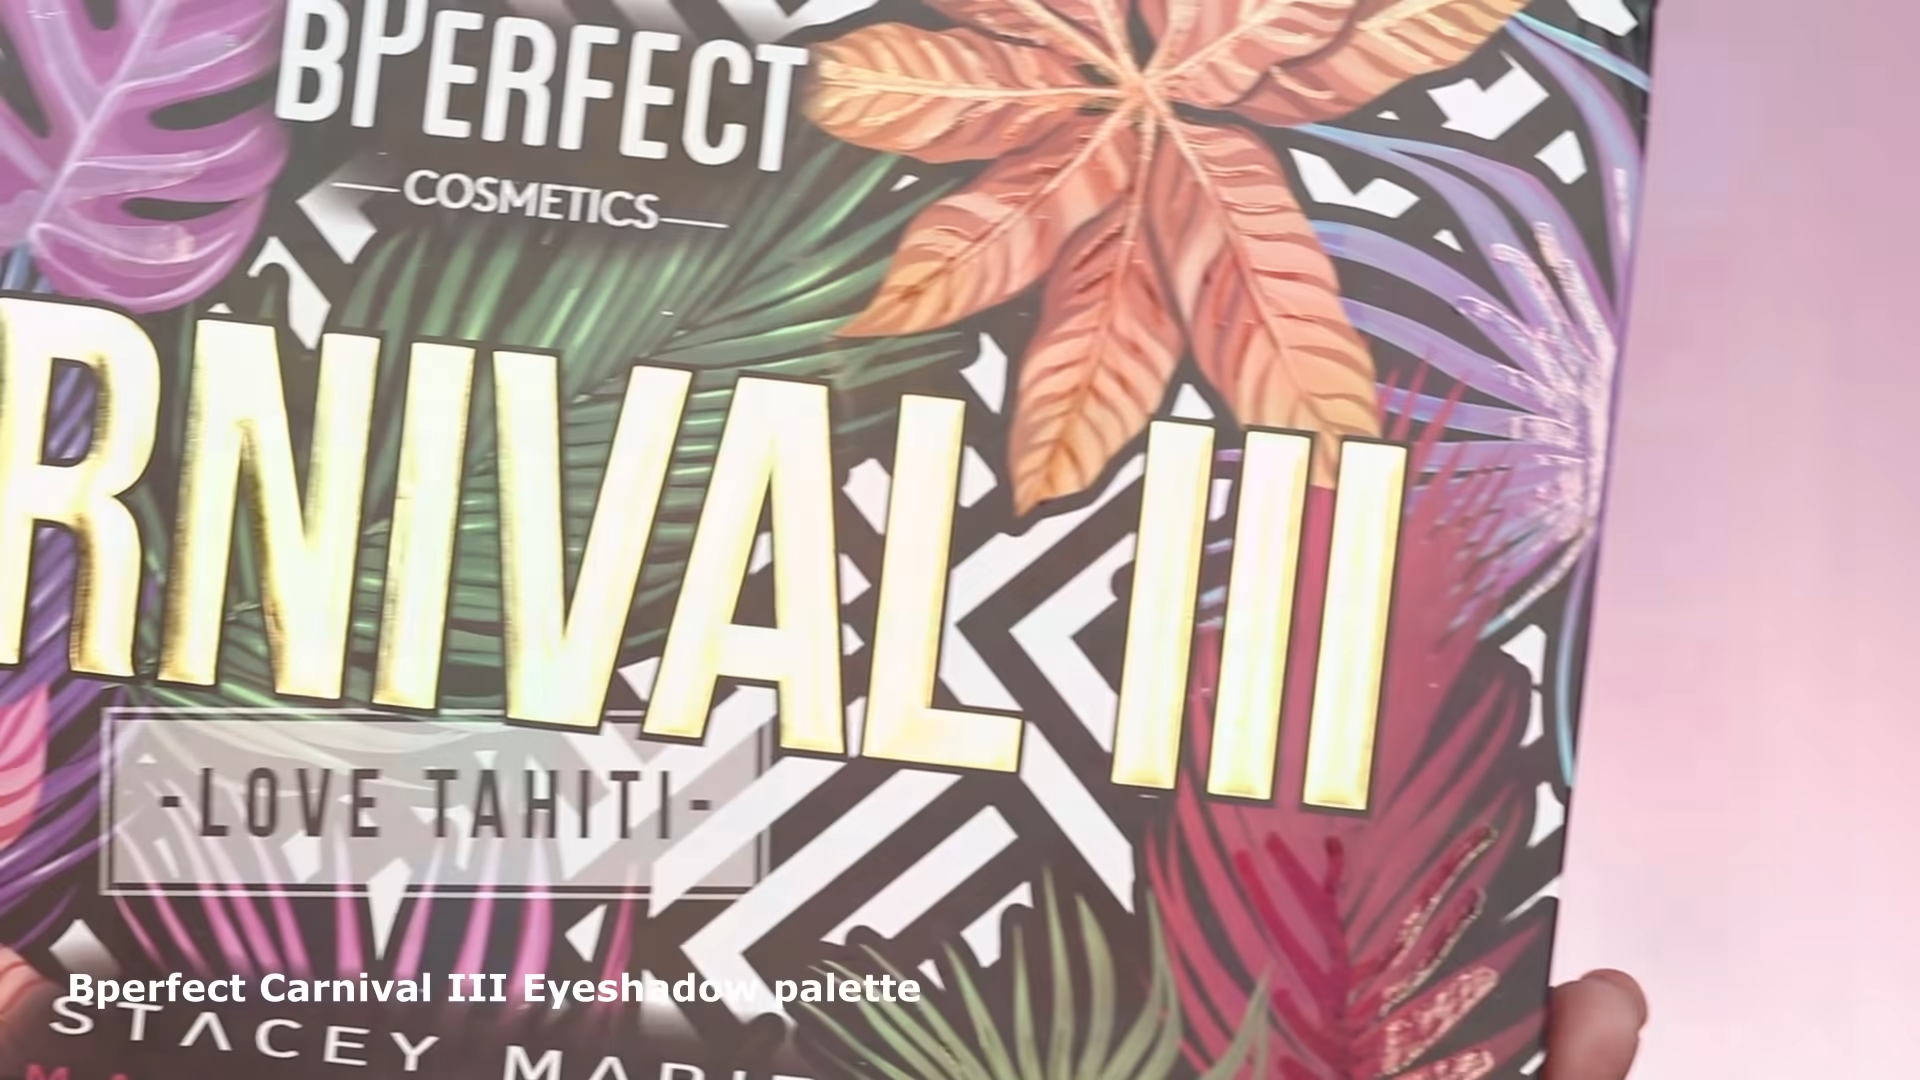 BPERFECT
COSMETICS
RNIVAL III
-LOVE TAHITI-
Bperfect Carnival III Eyeshadow palette
STACEY